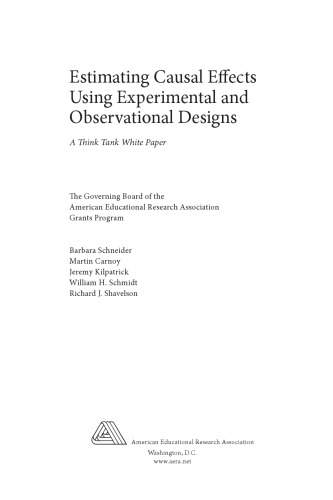 Estimating Causal Effects
Using Experimental and
Observational Designs
A Think Tank White Paper
The Governing Board of the
American Educational Research Association
Grants Program
Barbara Schneider
Martin Carnoy
Jeremy Kilpatrick
William H. Schmidt
Richard J. Shavelson
American Educational Research Association
Washington, D.C.
www.aera.net